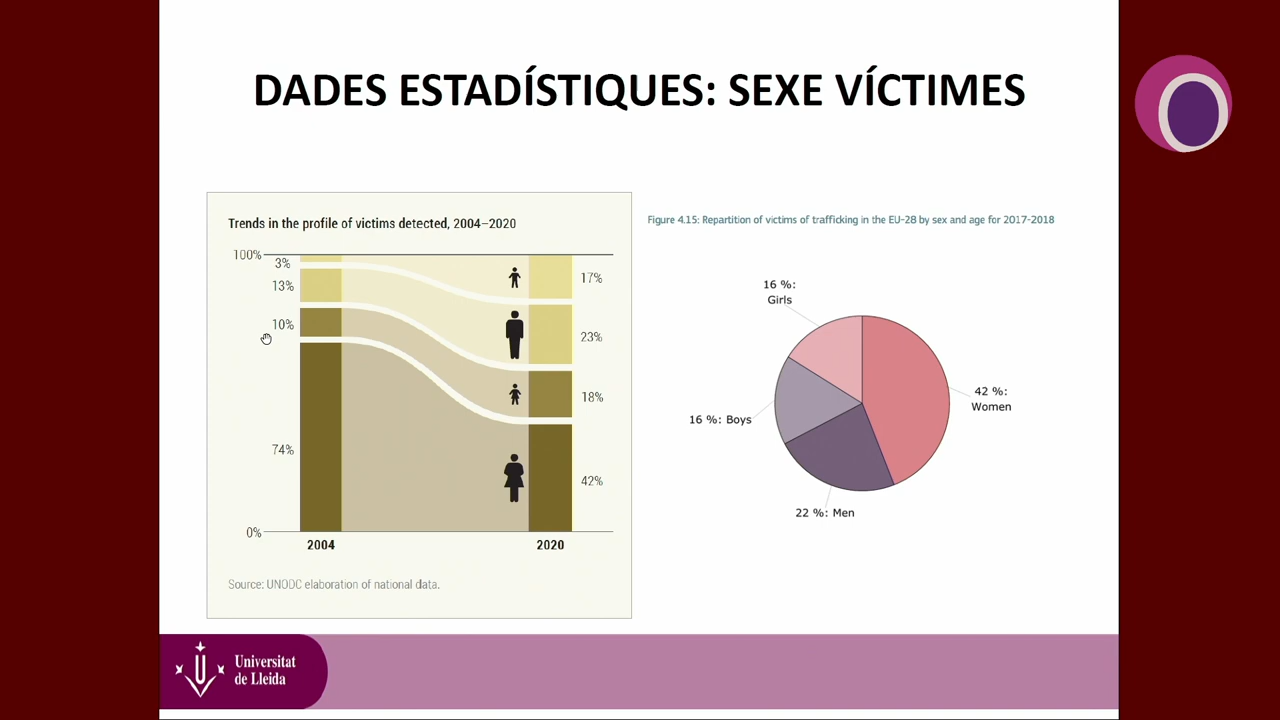 DADES ESTADÍSTIQUES: SEXE VÍCTIMES
Trends in the profile of victims detected, 2004–2020
100%
3%
13%
10%
74%
0%
17%
23%
18%
42%
2004
2020
Source: UNODC elaboration of national data.
Figure 4.15: Repartition of victims of trafficking in the EU-28 by sex and age for 2017-2018
16 %:
Girls
42 %:
Women
16 %: Boys
22 %: Men
Universitat
de Lleida